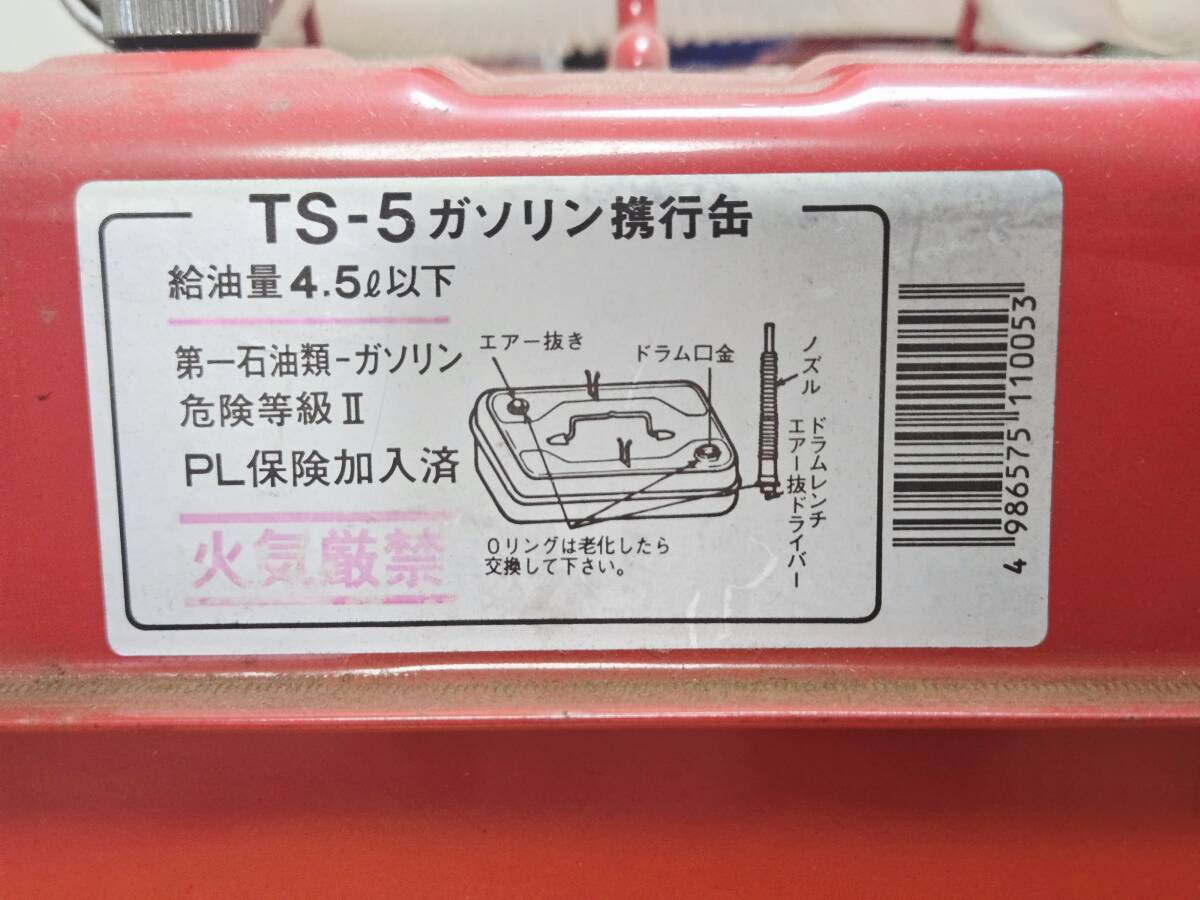 TS-5ガソリン携行缶
給油量4.5ℓ以下
第一石油類-ガソリン
危険等級Ⅱ
PL保険加入済
火気厳禁
エアー抜き
ドラム口金
ノズル
ドラムレンチ
エアー抜ドライバー
Oリングは老化したら
交換して下さい。
4 986575 110053